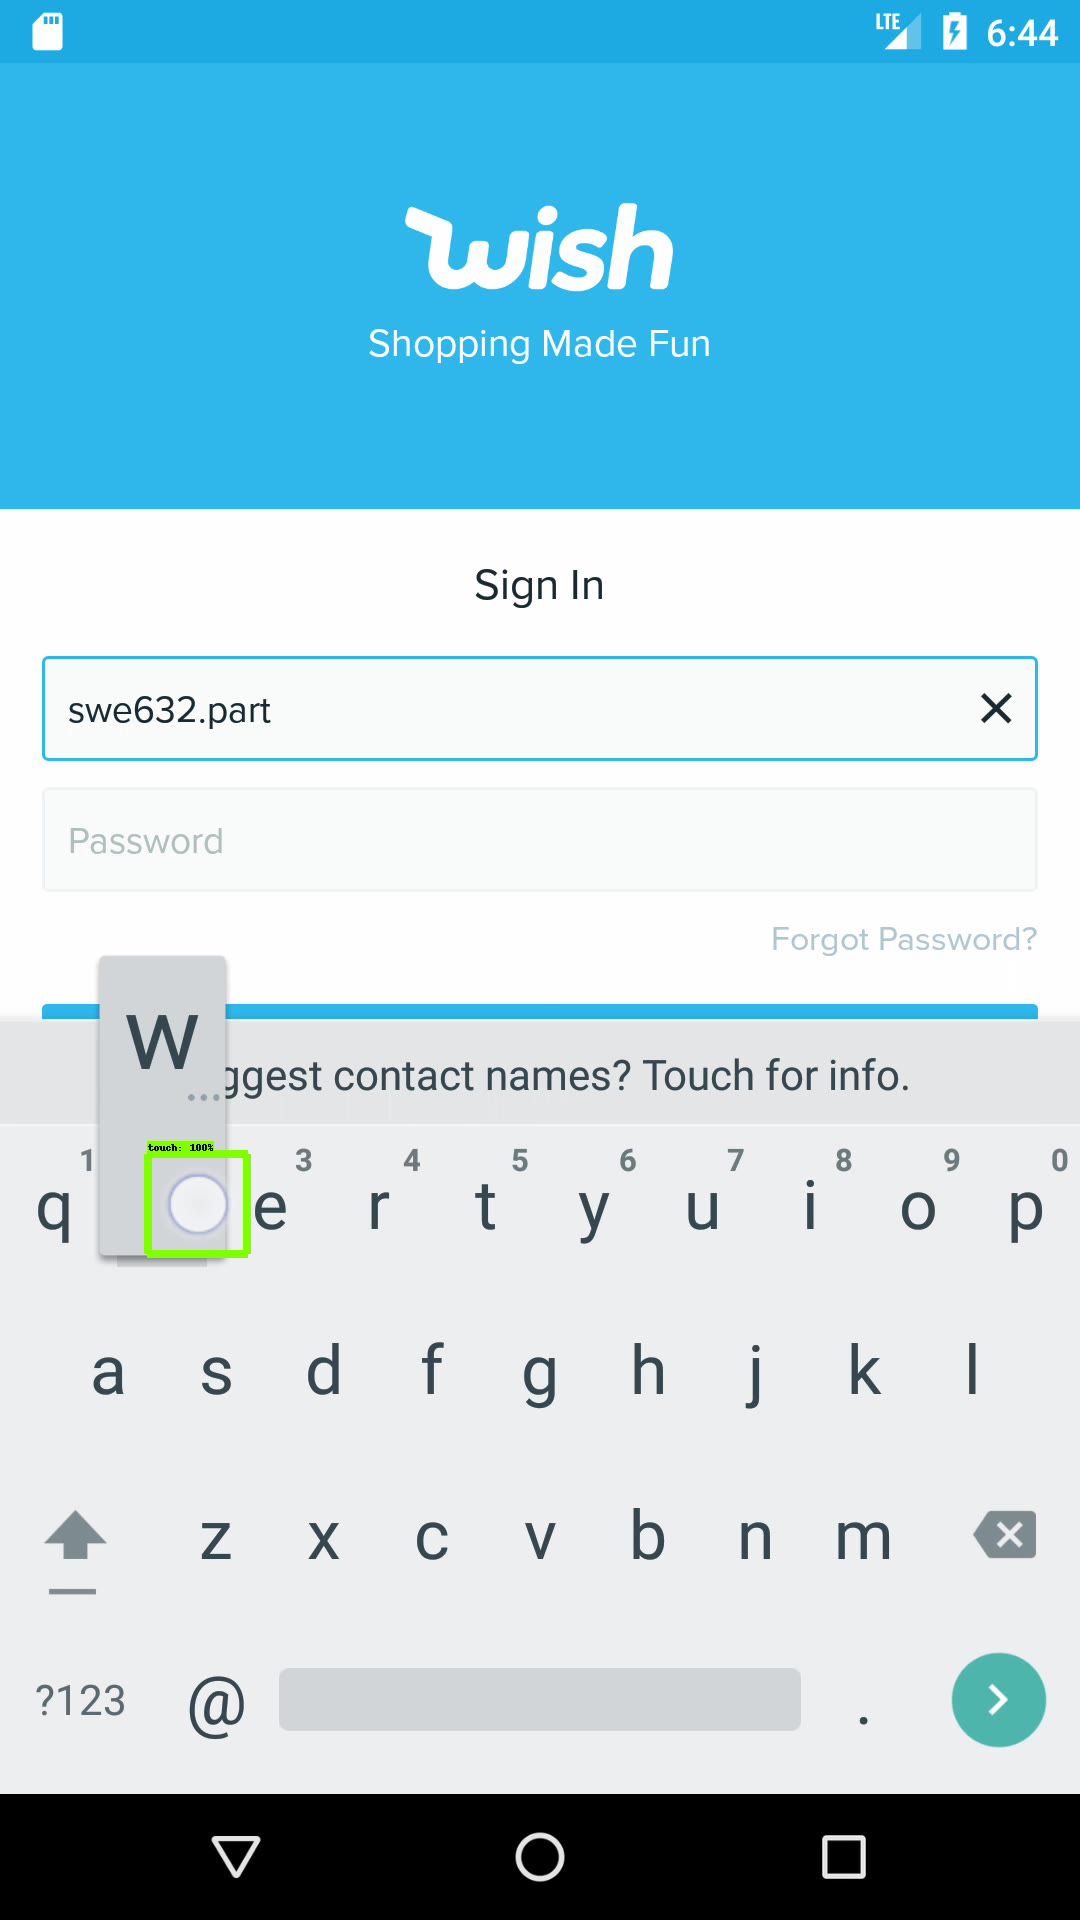 LTE 6:44
wish
Shopping Made Fun
Sign In
swe632.part
Password
Forgot Password?
w
...
ggest contact names? Touch for info.
touch: 100%
1 3 4 5 6 7 8 9 0
q e r t y u i o p
a s d f g h j k l
z x c v b n m
?123 @ .